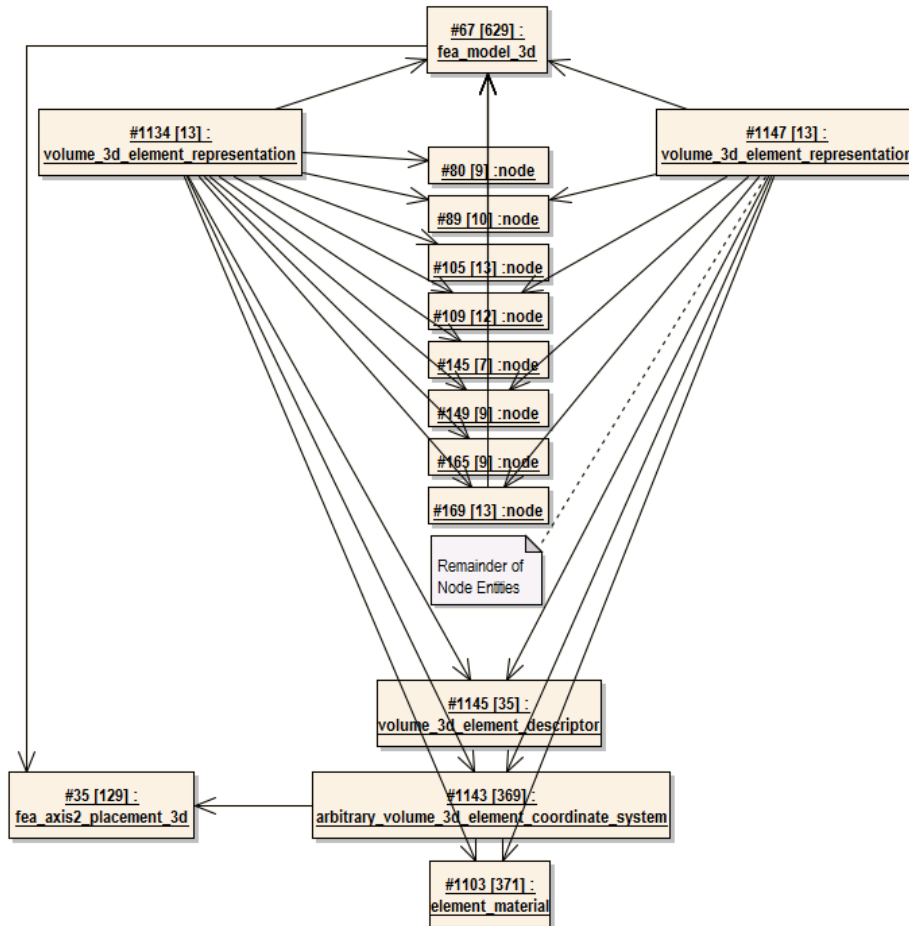 #67 [629] :
fea_model_3d
#1134 [13] :
volume_3d_element_representation
#1147 [13] :
volume_3d_element_representation
#80 [9] :node
#89 [10] :node
#105 [13] :node
#109 [12] :node
#145 [7] :node
#149 [9] :node
#165 [9] :node
#169 [13] :node
Remainder of
Node Entities
#1145 [35] :
volume_3d_element_descriptor
#35 [129] :
fea_axis2_placement_3d
#1143 [369] :
arbitrary_volume_3d_element_coordinate_system
#1103 [371] :
element_material